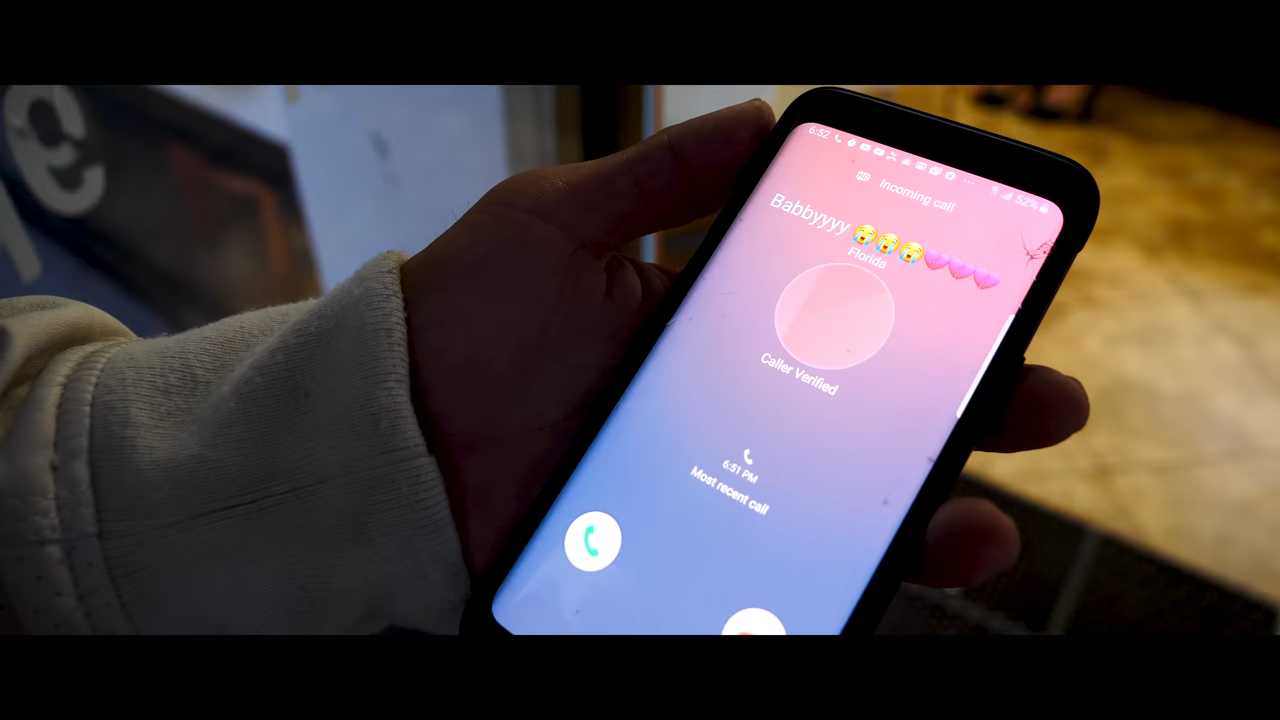 6:52 52%
Incoming call
Babbyyyy 😭😭😭💔💔💔
Florida
Caller Verified
6:51 PM
Most recent call